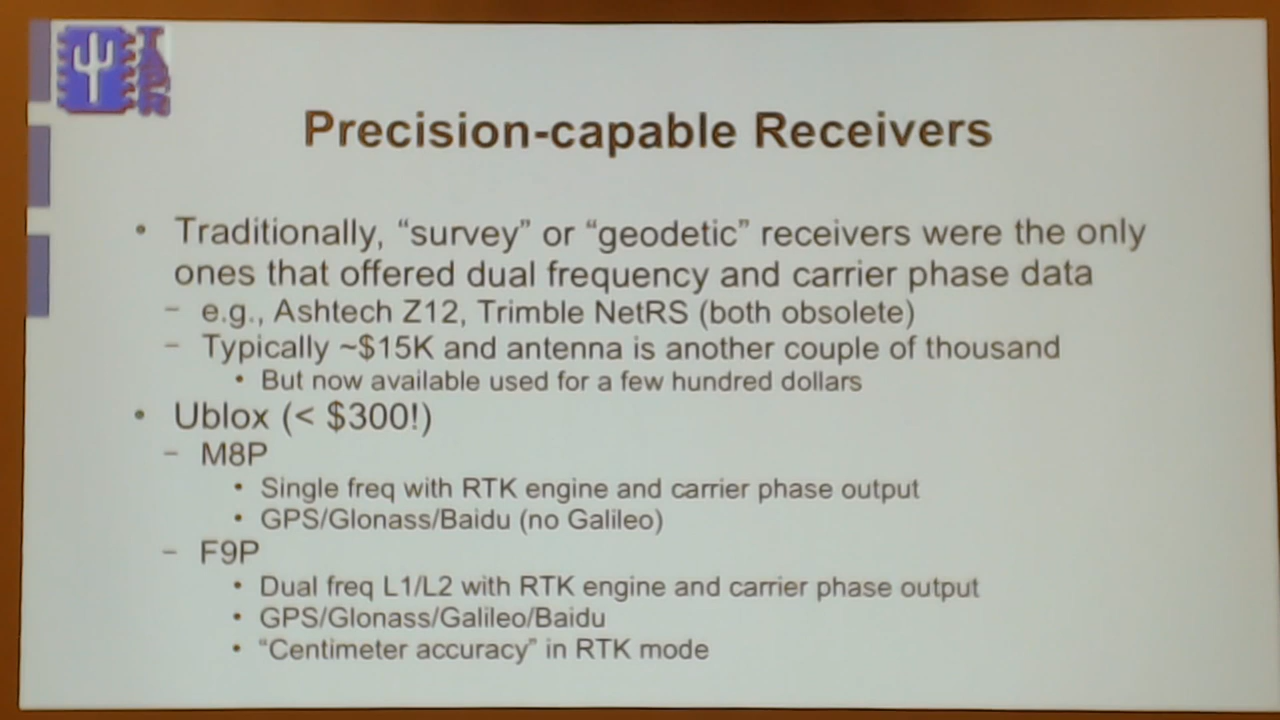 TAPR
Precision-capable Receivers
• Traditionally, “survey” or “geodetic” receivers were the only
ones that offered dual frequency and carrier phase data
– e.g., Ashtech Z12, Trimble NetRS (both obsolete)
– Typically ~$15K and antenna is another couple of thousand
• But now available used for a few hundred dollars
• Ublox (< $300!)
– M8P
• Single freq with RTK engine and carrier phase output
• GPS/Glonass/Baidu (no Galileo)
– F9P
• Dual freq L1/L2 with RTK engine and carrier phase output
• GPS/Glonass/Galileo/Baidu
• “Centimeter accuracy” in RTK mode